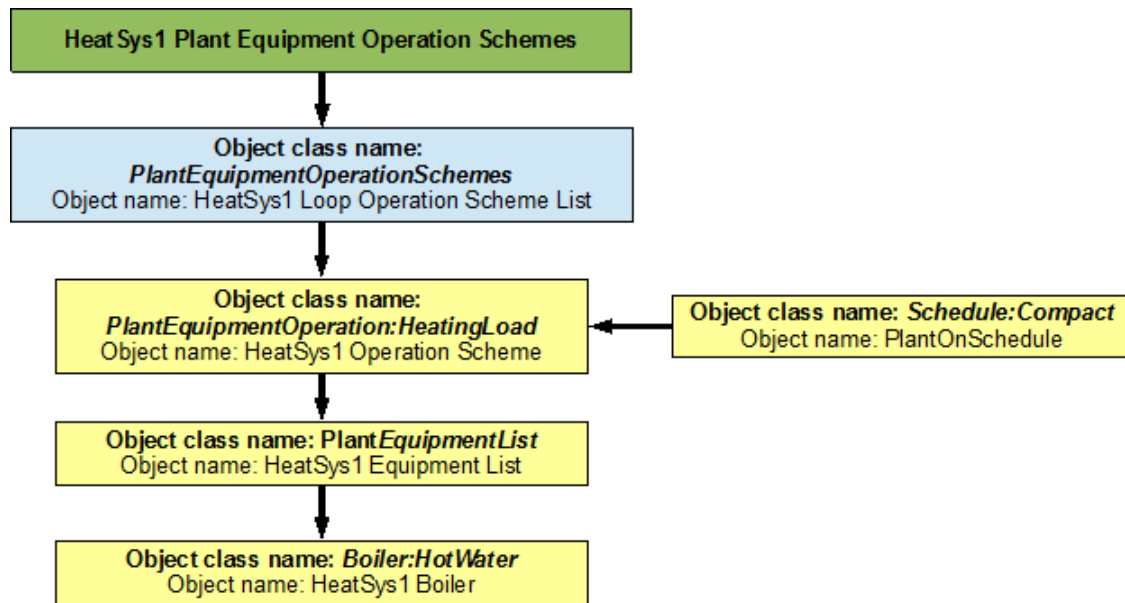 HeatSys1 Plant Equipment Operation Schemes
Object class name:
PlantEquipmentOperationSchemes
Object name: HeatSys1 Loop Operation Scheme List
Object class name:
PlantEquipmentOperation:HeatingLoad
Object name: HeatSys1 Operation Scheme
Object class name: Schedule:Compact
Object name: PlantOnSchedule
Object class name: PlantEquipmentList
Object name: HeatSys1 Equipment List
Object class name: Boiler:HotWater
Object name: HeatSys1 Boiler